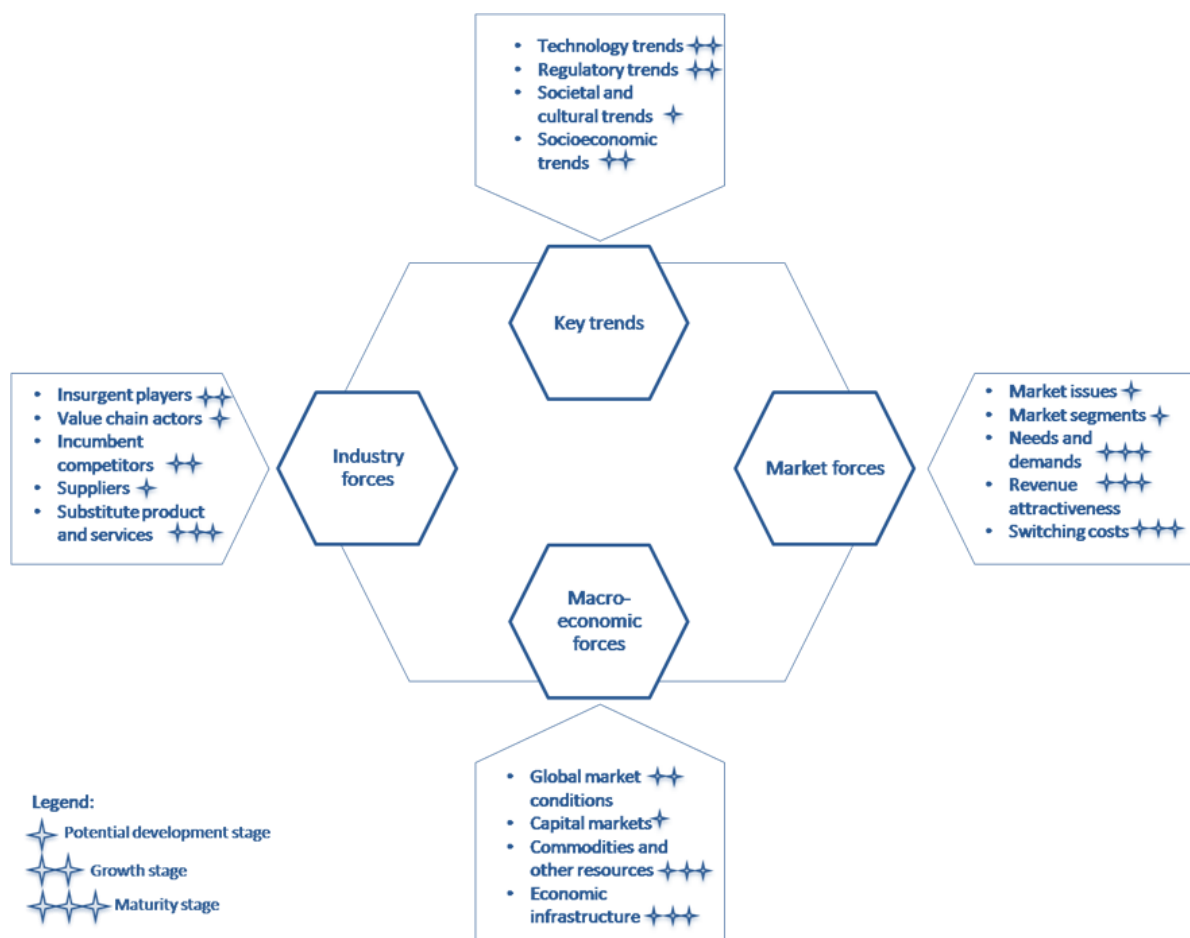 • Technology trends
• Regulatory trends
• Societal and
cultural trends
• Socioeconomic
trends
Key trends
• Insurgent players
• Value chain actors
• Incumbent
competitors
• Suppliers
• Substitute product
and services
Industry
forces
Market forces
• Market issues
• Market segments
• Needs and
demands
• Revenue
attractiveness
• Switching costs
Macro-
economic
forces
• Global market
conditions
• Capital markets
• Commodities and
other resources
• Economic
infrastructure
Legend:
Potential development stage
Growth stage
Maturity stage